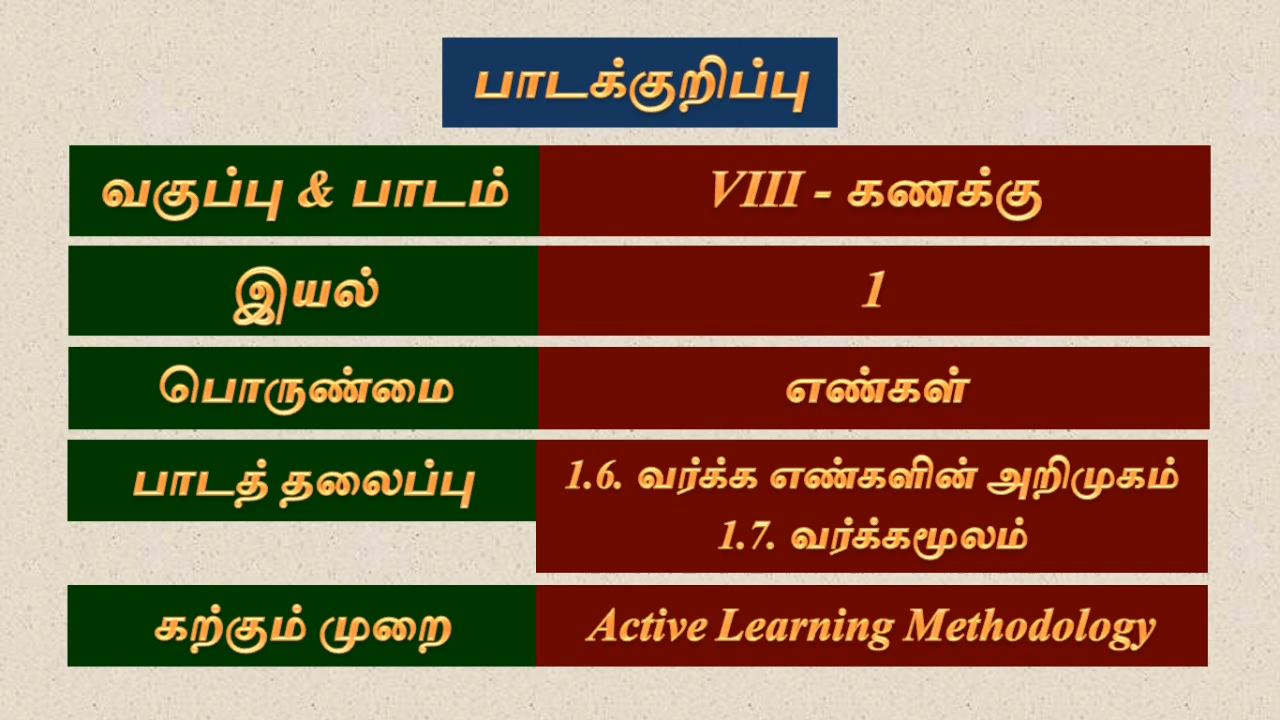 பாடக்குறிப்பு
வகுப்பு & பாடம்
VIII - கணக்கு
இயல்
1
பொருண்மை
எண்கள்
பாடத் தலைப்பு
1.6. வர்க்க எண்களின் அறிமுகம்
1.7. வர்க்கமூலம்
கற்கும் முறை
Active Learning Methodology